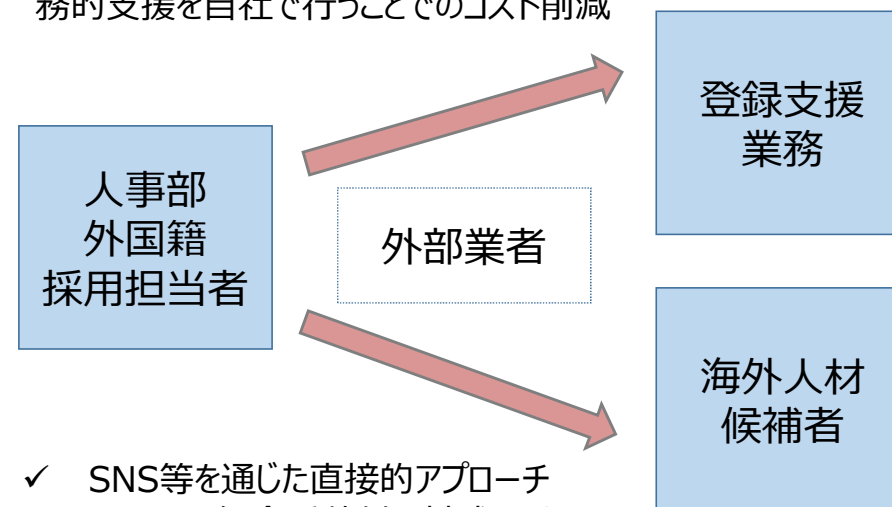 務的支援を自社で行うことでのコスト削減
登録支援
業務
人事部
外国籍
採用担当者
外部業者
海外人材
候補者
✓ SNS等を通じた直接的アプローチ